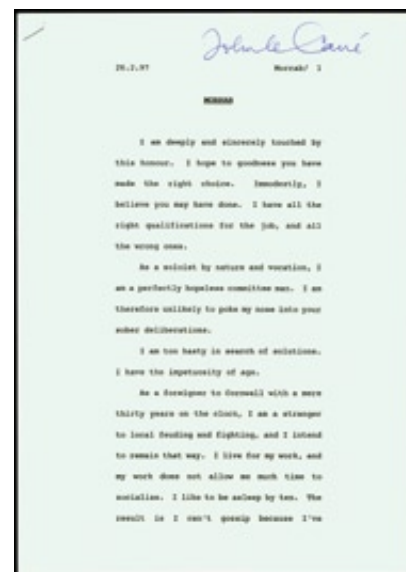 John le Carré
26.2.97 Mornah/ 1
MORNAH
I am deeply and sincerely touched by
this honour. I hope to goodness you have
made the right choice. Immodestly, I
believe you may have done. I have all the
right qualifications for the job, and all
the wrong ones.
As a soloist by nature and vocation, I
am a perfectly hopeless committee man. I am
therefore unlikely to poke my nose into your
sober deliberations.
I am too hasty in search of solutions.
I have the impetuosity of age.
As a foreigner to Cornwall with a mere
thirty years on the clock, I am a stranger
to local feuding and fighting, and I intend
to remain that way. I live for my work, and
my work does not allow me much time to
socialise. I like to be asleep by ten. The
result is I can't gossip because I've